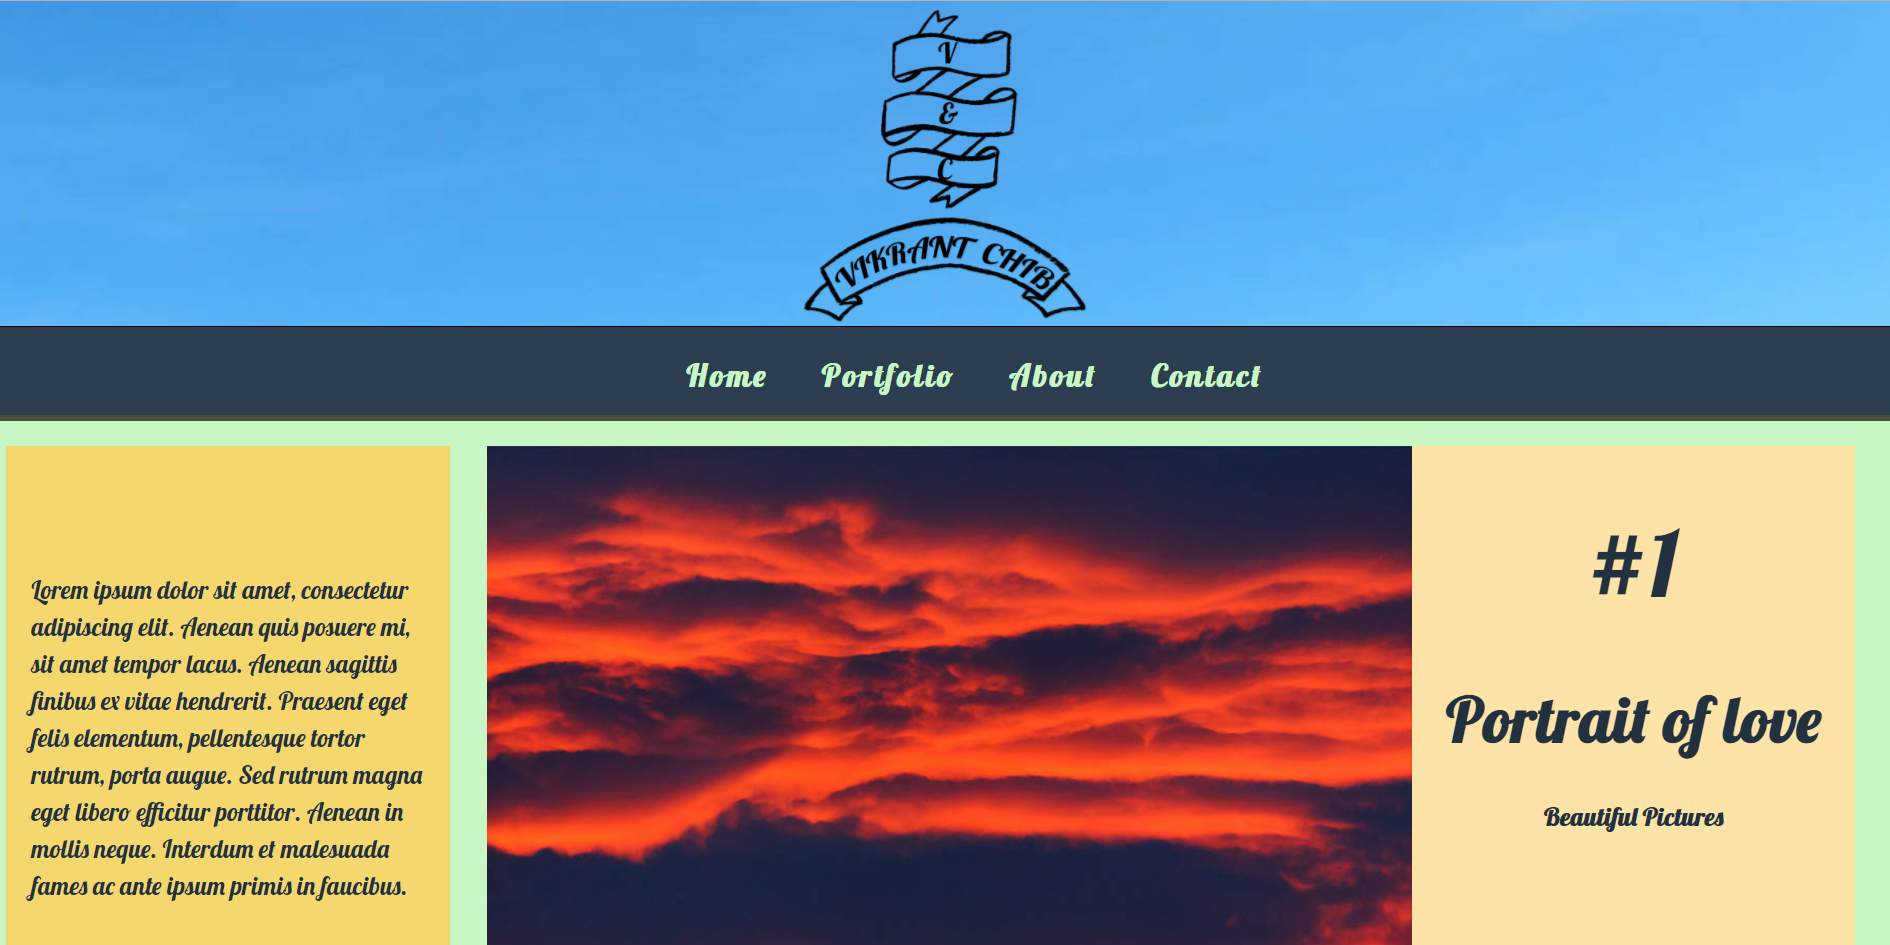 V
&
C
VIKRANT CHIB
Home Portfolio About Contact
Lorem ipsum dolor sit amet, consectetur
adipiscing elit. Aenean quis posuere mi,
sit amet tempor lacus. Aenean sagittis
finibus ex vitae hendrerit. Praesent eget
felis elementum, pellentesque tortor
rutrum, porta augue. Sed rutrum magna
eget libero efficitur porttitor. Aenean in
mollis neque. Interdum et malesuada
fames ac ante ipsum primis in faucibus.
#1
Portrait of love
Beautiful Pictures